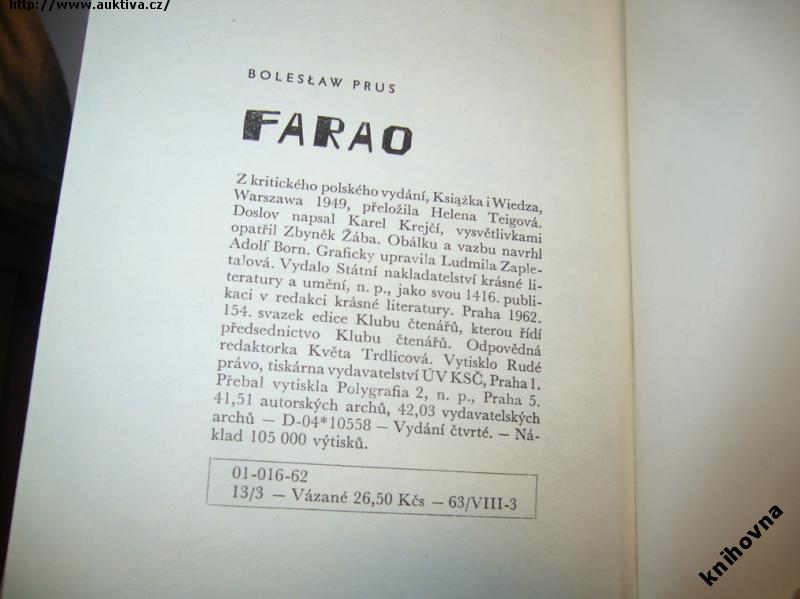 http://www.auktiva.cz/
BOLESŁAW PRUS
FARAO
Z kritického polského vydání, Książka i Wiedza,
Warszawa 1949, přeložila Helena Teigová.
Doslov napsal Karel Krejčí, vysvětlivkami
opatřil Zbyněk Žába. Obálku a vazbu navrhl
Adolf Born. Graficky upravila Ludmila Zaple-
talová. Vydalo Státní nakladatelství krásné li-
teratury a umění, n. p., jako svou 1416. publi-
kaci v redakci krásné literatury. Praha 1962.
154. svazek edice Klubu čtenářů, kterou řídí
předsednictvo Klubu čtenářů. Odpovědná
redaktorka Květa Trdlicová. Vytisklo Rudé
právo, tiskárna vydavatelství ÚV KSČ, Praha 1.
Přebal vytiskla Polygrafia 2, n. p., Praha 5.
41,51 autorských archů, 42,03 vydavatelských
archů — D-04*10558 — Vydání čtvrté. — Ná-
klad 105 000 výtisků.
01-016-62
13/3 — Vázané 26,50 Kčs — 63/VIII-3
knihovna